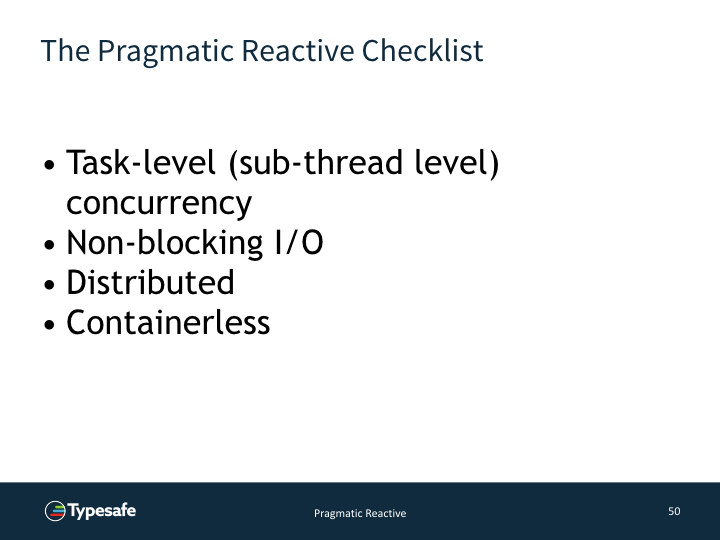 The Pragmatic Reactive Checklist
• Task-level (sub-thread level)
concurrency
• Non-blocking I/O
• Distributed
• Containerless
Typesafe
Pragmatic Reactive
50